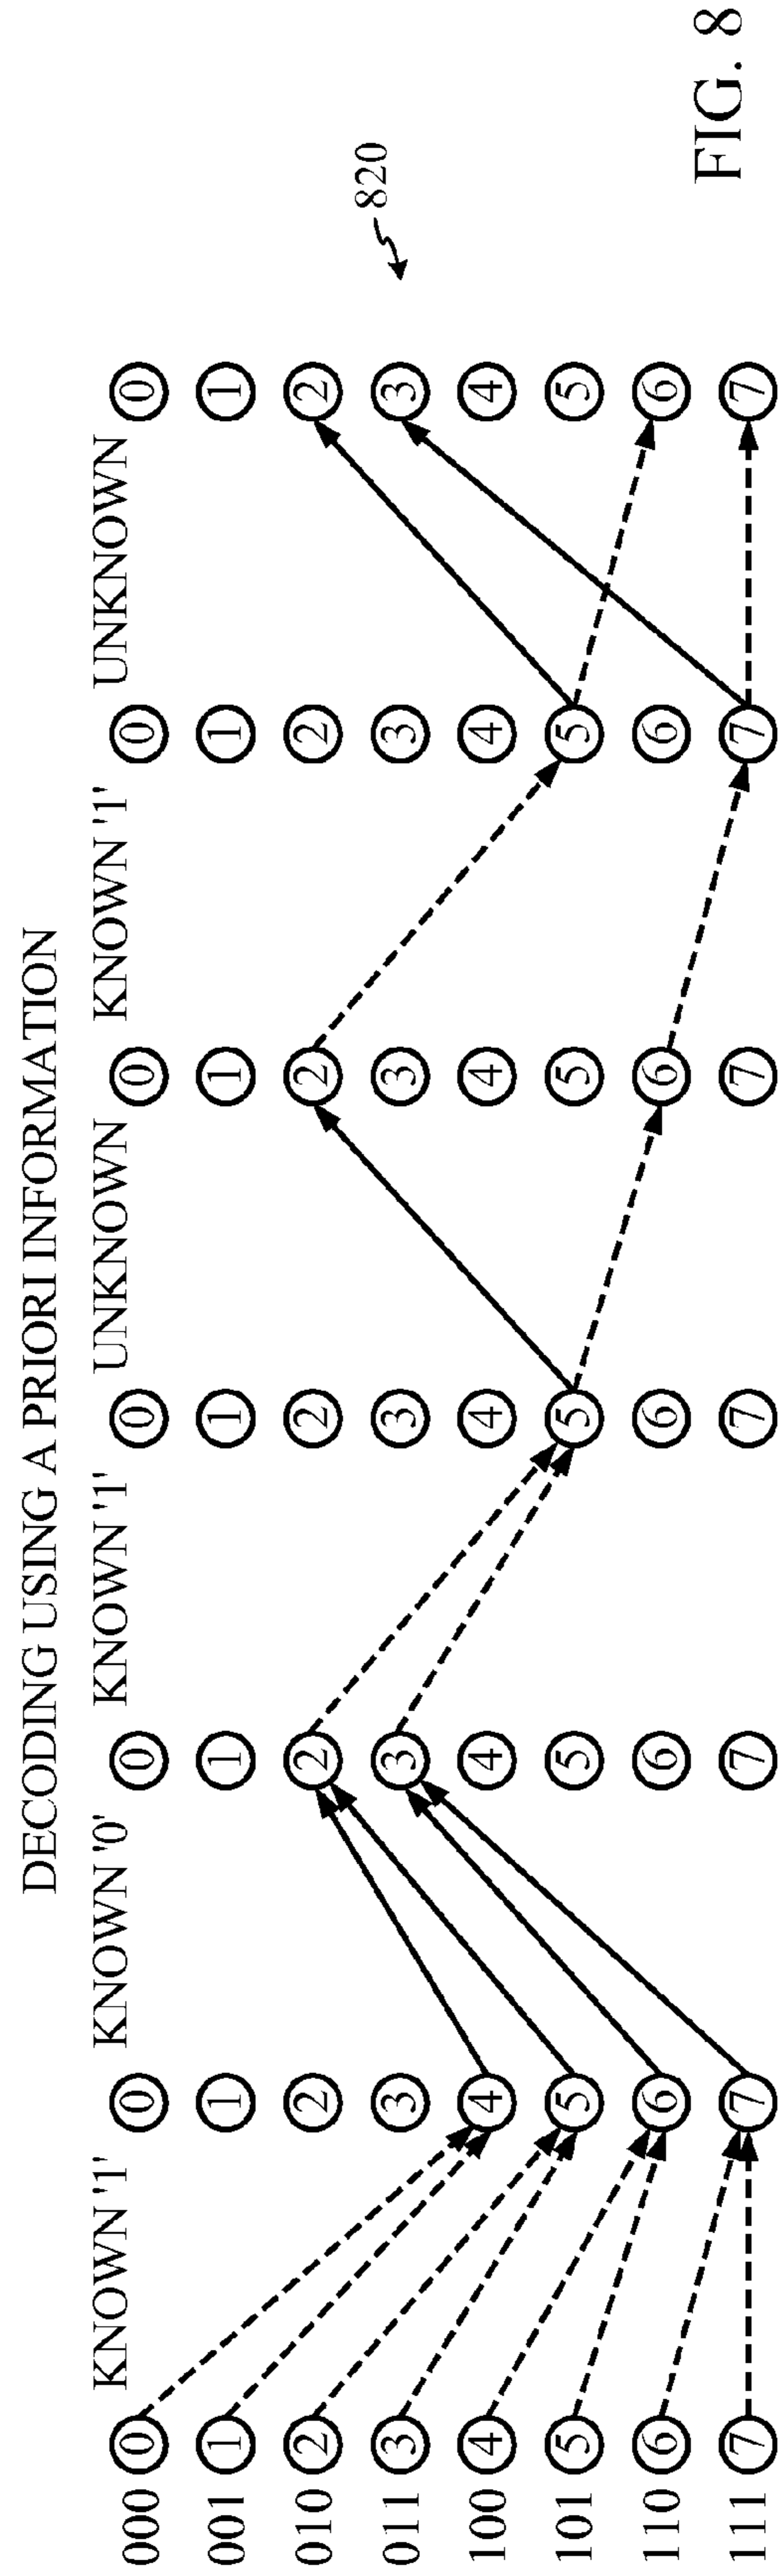 DECODING USING A PRIORI INFORMATION
KNOWN '1' KNOWN '0' KNOWN '1' UNKNOWN KNOWN '1' UNKNOWN
000 0 0 0 0 0 0 0
001 1 1 1 1 1 1 1
010 2 2 2 2 2 2 2
011 3 3 3 3 3 3 3
820
100 4 4 4 4 4 4 4
101 5 5 5 5 5 5 5
110 6 6 6 6 6 6 6
111 7 7 7 7 7 7 7
FIG. 8